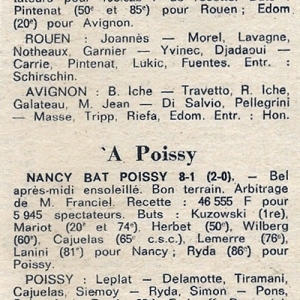 Pintenat (50e et 85e) pour Rouen ; Edom
(20e) pour Avignon.
ROUEN : Joannès — Morel, Lavagne,
Notheaux, Garnier — Yvinec, Djadaoui —
Carrie, Pintenat, Lukic, Fuentes. Entr. :
Schirschin.
AVIGNON : B. Iche — Travetto, R. Iche,
Galateau, M. Jean — Di Salvio, Pellegrini
— Masse, Tripp, Riefa, Edom. Entr. : Hon.
'A Poissy
NANCY BAT POISSY 8-1 (2-0). — Bel
après-midi ensoleillé. Bon terrain. Arbitrage
de M. Franciel. Recette : 46 555 F pour
5 945 spectateurs. Buts : Kuzowski (1re),
Mariot (20e et 74e), Herbet (50e), Wilberg
(60e), Cajuelas (65e c.s.c.), Lemerre (76e),
Lanini (81e) pour Nancy ; Ryda (86e) pour
Poissy.
POISSY : Leplat — Delamotte, Tiramani,
Cajuelas, Siemoy — Ryda, Simon — Pons,